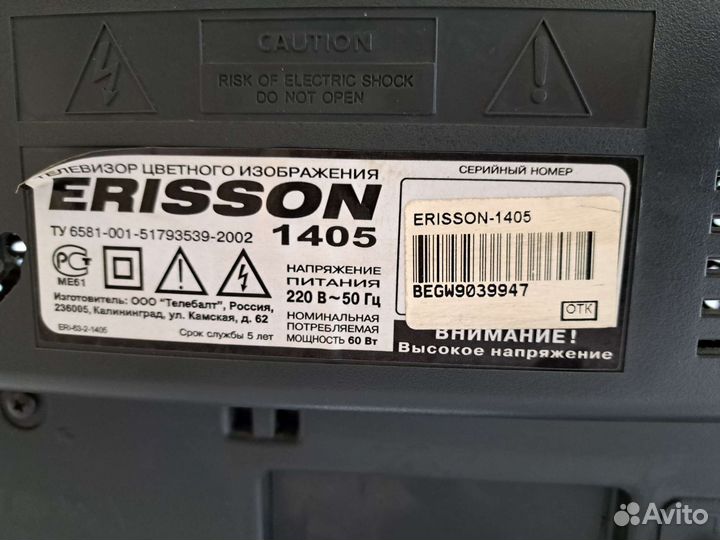 CAUTION
RISK OF ELECTRIC SHOCK
DO NOT OPEN
ТЕЛЕВИЗОР ЦВЕТНОГО ИЗОБРАЖЕНИЯ
ERISSON
ТУ 6581-001-51793539-2002
1405
РСТ
МЕ61
НАПРЯЖЕНИЕ
ПИТАНИЯ
220 В~50 Гц
Изготовитель: ООО "Телебалт", Россия,
236005, Калининград, ул. Камская, д. 62
НОМИНАЛЬНАЯ
ПОТРЕБЛЯЕМАЯ
МОЩНОСТЬ 60 Вт
ERI-63-2-1405
Срок службы 5 лет
СЕРИЙНЫЙ НОМЕР
ERISSON-1405
BEGW9039947
ОТК
ВНИМАНИЕ!
Высокое напряжение
Avito